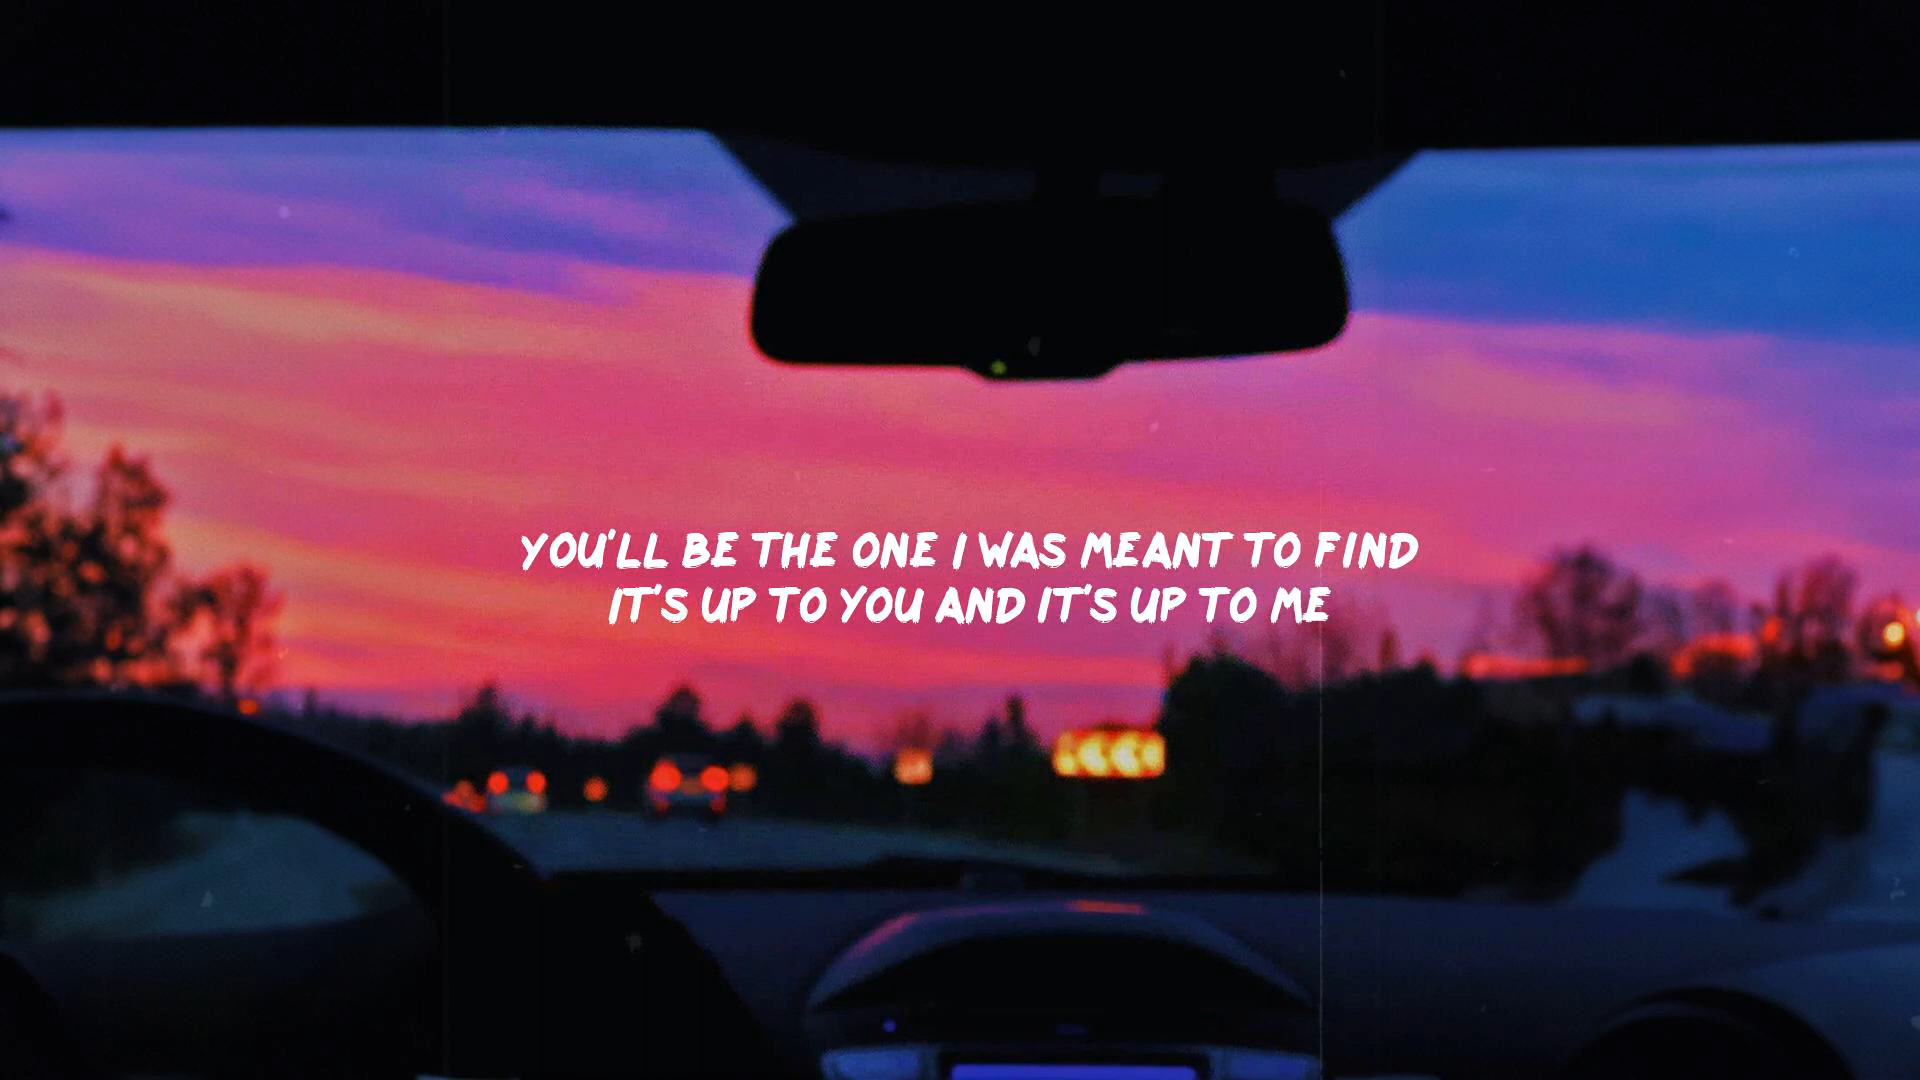 YOU'LL BE THE ONE I WAS MEANT TO FIND
IT'S UP TO YOU AND IT'S UP TO ME